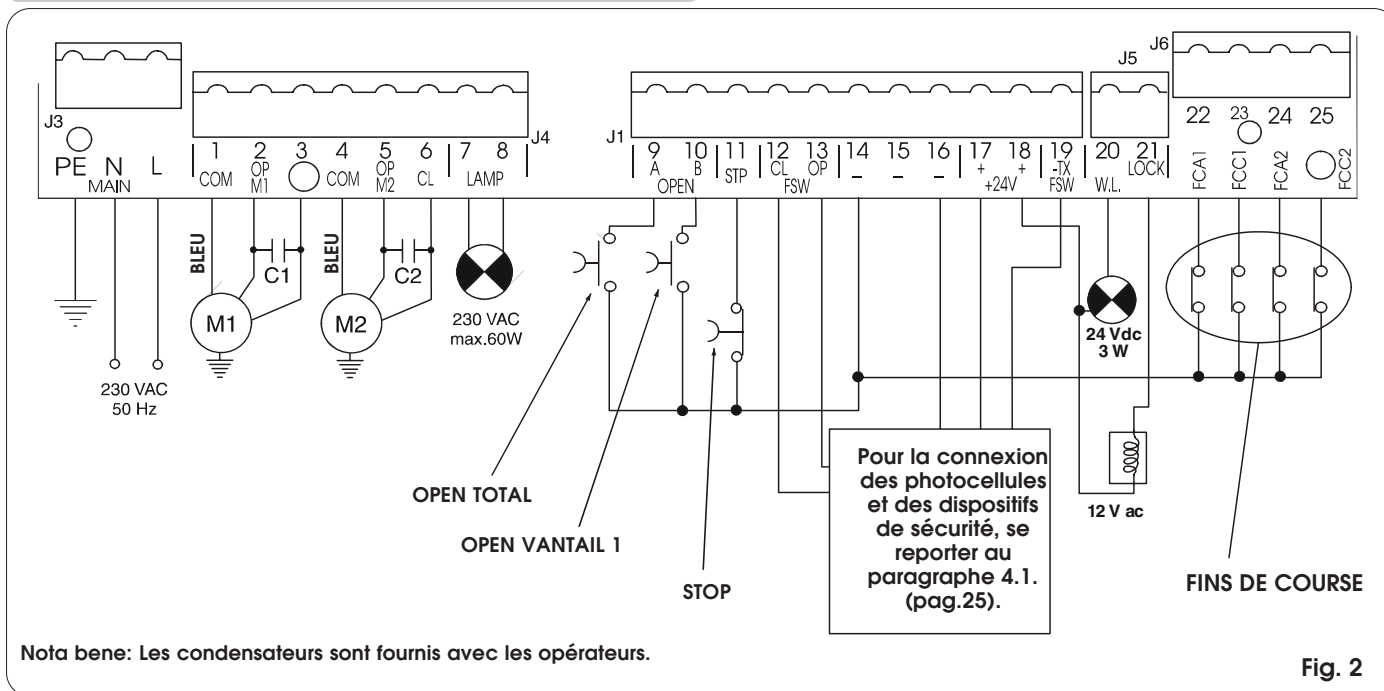 J3
J4
J1
J5
J6
PE N L
MAIN
1 2 3 4 5 6 7 8
COM OP M1 COM OP M2 CL LAMP
9 10 11 12 13 14 15 16 17 18 19 20 21
A B STP CL OP – – – + + -TX W.L. LOCK
OPEN FSW +24V FSW
22 23 24 25
FCA1 FCC1 FCA2 FCC2
BLEU
BLEU
C1
C2
M1
M2
230 VAC
50 Hz
230 VAC
max.60W
24 Vdc
3 W
12 V ac
OPEN TOTAL
OPEN VANTAIL 1
STOP
Pour la connexion
des photocellules
et des dispositifs
de sécurité, se
reporter au
paragraphe 4.1.
(pag.25).
FINS DE COURSE
Nota bene: Les condensateurs sont fournis avec les opérateurs.
Fig. 2